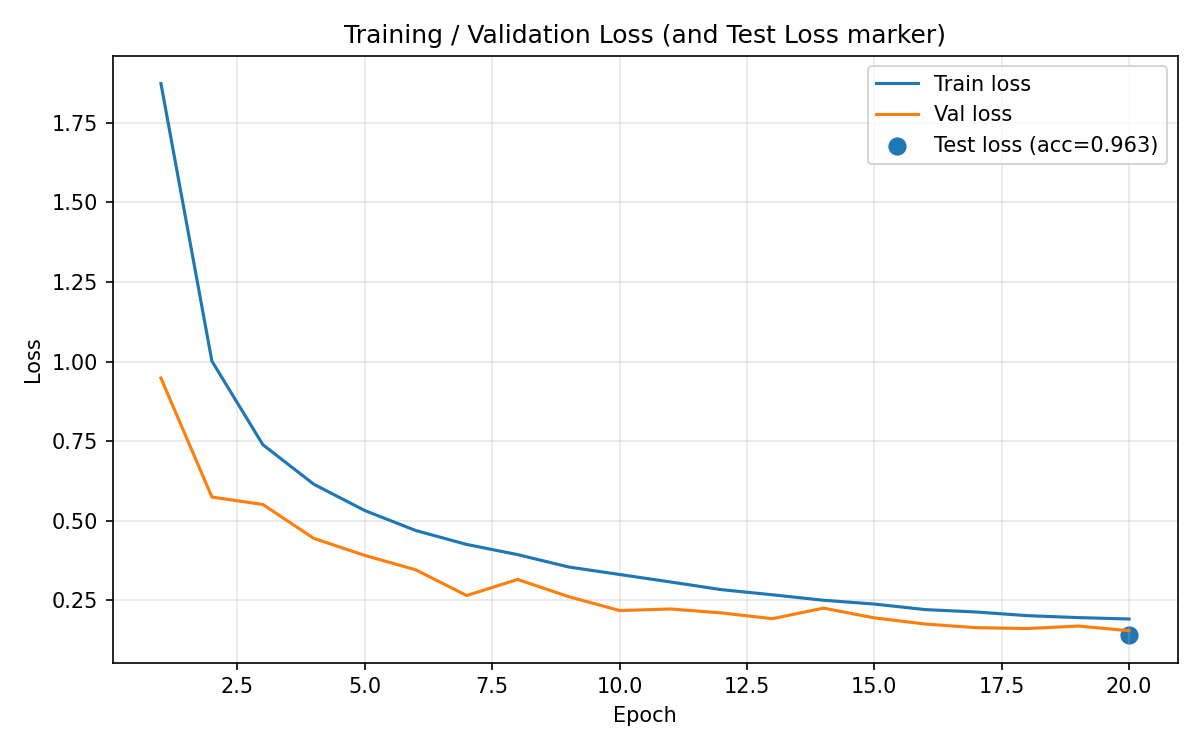 Training / Validation Loss (and Test Loss marker)
Train loss
Val loss
Test loss (acc=0.963)
Loss
1.75
1.50
1.25
1.00
0.75
0.50
0.25
2.5 5.0 7.5 10.0 12.5 15.0 17.5 20.0
Epoch